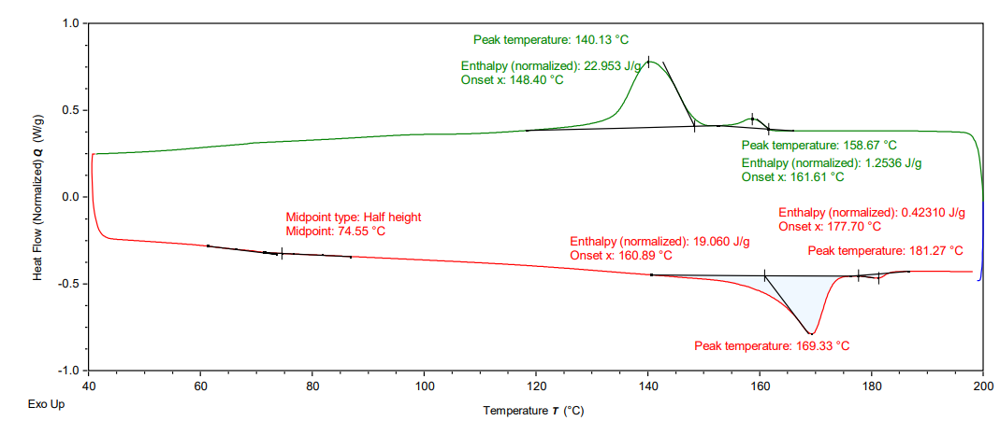 1.0
0.5
0.0
-0.5
-1.0
Heat Flow (Normalized) Q (W/g)
Peak temperature: 140.13 °C
Enthalpy (normalized): 22.953 J/g
Onset x: 148.40 °C
Peak temperature: 158.67 °C
Enthalpy (normalized): 1.2536 J/g
Onset x: 161.61 °C
Midpoint type: Half height
Midpoint: 74.55 °C
Enthalpy (normalized): 0.42310 J/g
Onset x: 177.70 °C
Enthalpy (normalized): 19.060 J/g
Onset x: 160.89 °C
Peak temperature: 181.27 °C
Peak temperature: 169.33 °C
40 60 80 100 120 140 160 180 200
Exo Up
Temperature T (°C)